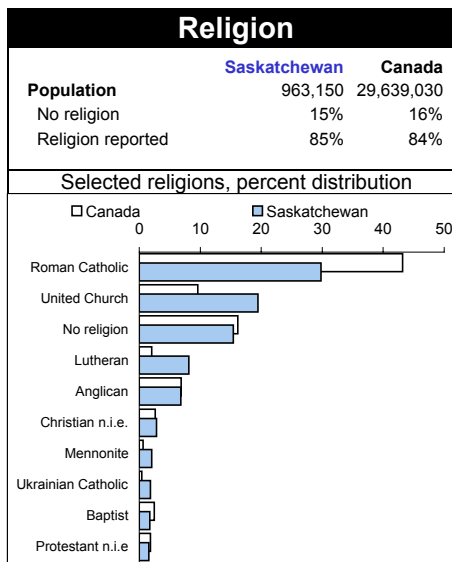 Religion
Saskatchewan Canada
Population 963,150 29,639,030
No religion 15% 16%
Religion reported 85% 84%
Selected religions, percent distribution
Canada Saskatchewan
0 10 20 30 40 50
Roman Catholic
United Church
No religion
Lutheran
Anglican
Christian n.i.e.
Mennonite
Ukrainian Catholic
Baptist
Protestant n.i.e